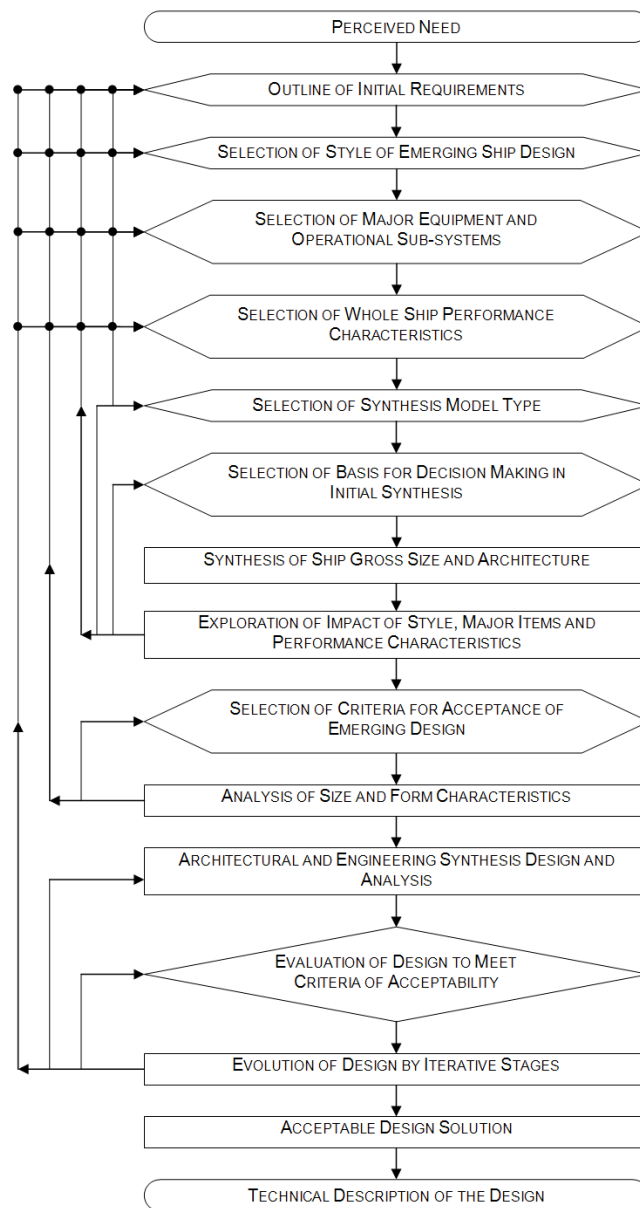 PERCEIVED NEED
OUTLINE OF INITIAL REQUIREMENTS
SELECTION OF STYLE OF EMERGING SHIP DESIGN
SELECTION OF MAJOR EQUIPMENT AND
OPERATIONAL SUB-SYSTEMS
SELECTION OF WHOLE SHIP PERFORMANCE
CHARACTERISTICS
SELECTION OF SYNTHESIS MODEL TYPE
SELECTION OF BASIS FOR DECISION MAKING IN
INITIAL SYNTHESIS
SYNTHESIS OF SHIP GROSS SIZE AND ARCHITECTURE
EXPLORATION OF IMPACT OF STYLE, MAJOR ITEMS AND
PERFORMANCE CHARACTERISTICS
SELECTION OF CRITERIA FOR ACCEPTANCE OF
EMERGING DESIGN
ANALYSIS OF SIZE AND FORM CHARACTERISTICS
ARCHITECTURAL AND ENGINEERING SYNTHESIS DESIGN AND
ANALYSIS
EVALUATION OF DESIGN TO MEET
CRITERIA OF ACCEPTABILITY
EVOLUTION OF DESIGN BY ITERATIVE STAGES
ACCEPTABLE DESIGN SOLUTION
TECHNICAL DESCRIPTION OF THE DESIGN